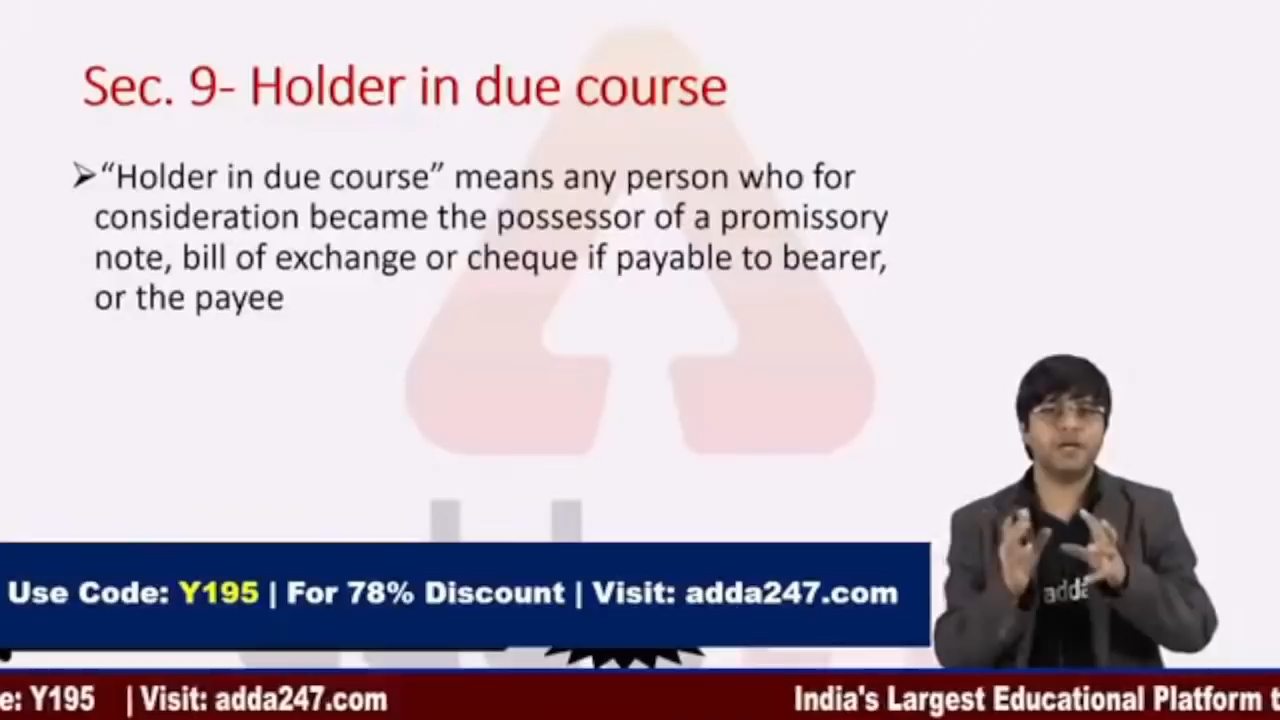 Sec. 9- Holder in due course
➢“Holder in due course” means any person who for
consideration became the possessor of a promissory
note, bill of exchange or cheque if payable to bearer,
or the payee
adda
Use Code: Y195 | For 78% Discount | Visit: adda247.com
e: Y195 | Visit: adda247.com India's Largest Educational Platform t